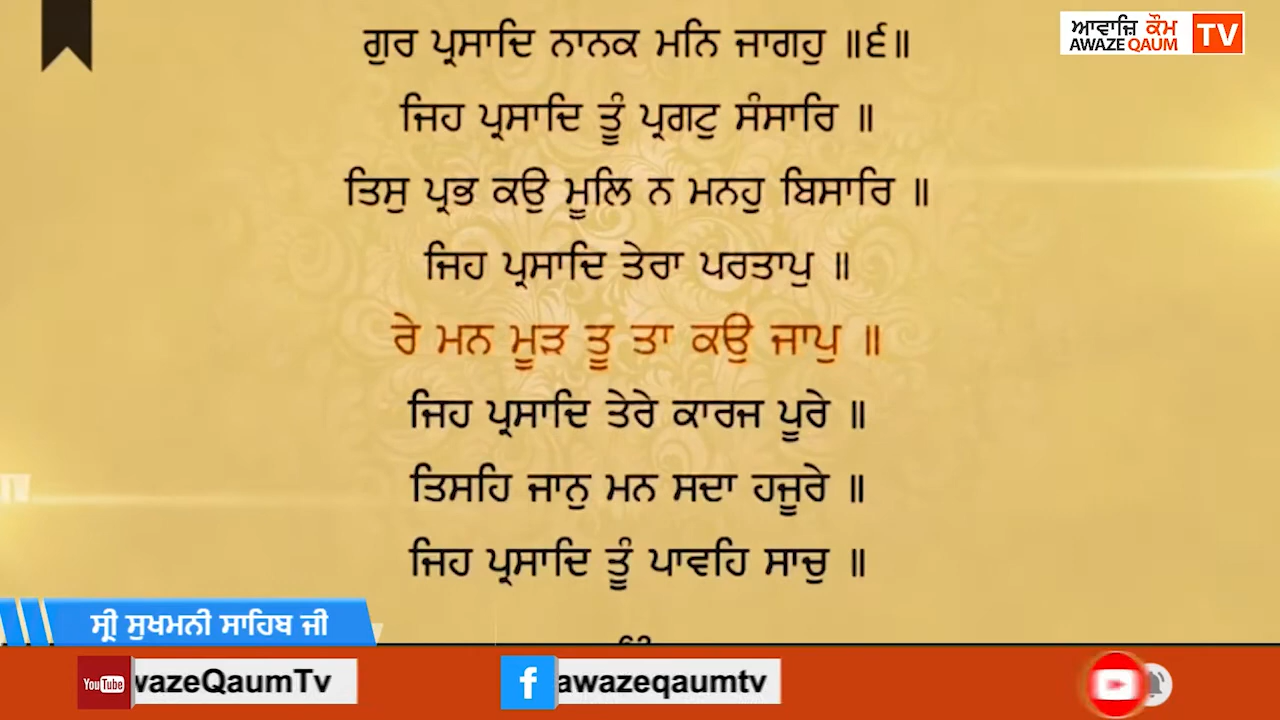 ਆਵਾਜ਼ਿ ਕੌਮ
AWAZE QAUM TV
ਗੁਰ ਪ੍ਰਸਾਦਿ ਨਾਨਕ ਮਨਿ ਜਾਗਹੁ ॥੬॥
ਜਿਹ ਪ੍ਰਸਾਦਿ ਤੂੰ ਪ੍ਰਗਟੁ ਸੰਸਾਰਿ ॥
ਤਿਸੁ ਪ੍ਰਭ ਕਉ ਮੂਲਿ ਨ ਮਨਹੁ ਬਿਸਾਰਿ ॥
ਜਿਹ ਪ੍ਰਸਾਦਿ ਤੇਰਾ ਪਰਤਾਪੁ ॥
ਰੇ ਮਨ ਮੂੜ ਤੂ ਤਾ ਕਉ ਜਾਪੁ ॥
ਜਿਹ ਪ੍ਰਸਾਦਿ ਤੇਰੇ ਕਾਰਜ ਪੂਰੇ ॥
ਤਿਸਹਿ ਜਾਨੁ ਮਨ ਸਦਾ ਹਜੂਰੇ ॥
ਜਿਹ ਪ੍ਰਸਾਦਿ ਤੂੰ ਪਾਵਹਿ ਸਾਚੁ ॥
ਸ੍ਰੀ ਸੁਖਮਨੀ ਸਾਹਿਬ ਜੀ
YouTube wazeQaumTv
f awazeqaumtv